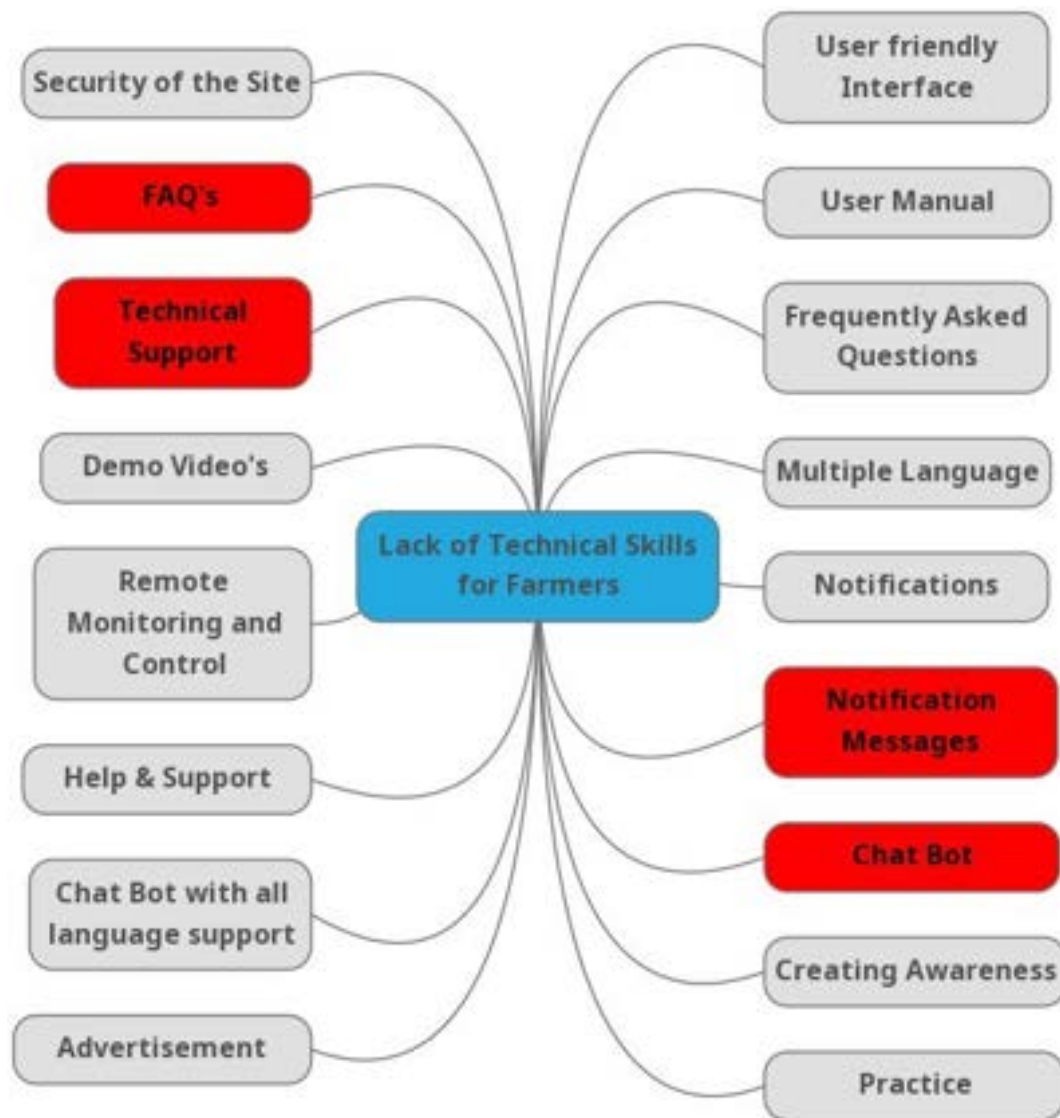 Security of the Site
FAQ's
Technical
Support
Demo Video's
Remote
Monitoring and
Control
Help & Support
Chat Bot with all
language support
Advertisement
Lack of Technical Skills
for Farmers
User friendly
Interface
User Manual
Frequently Asked
Questions
Multiple Language
Notifications
Notification
Messages
Chat Bot
Creating Awareness
Practice